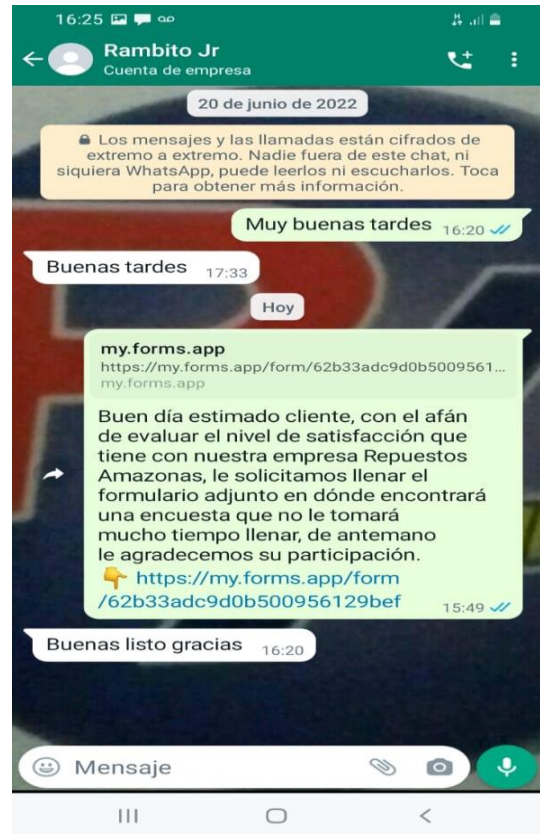 16:25
Rambito Jr
Cuenta de empresa
20 de junio de 2022
Los mensajes y las llamadas están cifrados de
extremo a extremo. Nadie fuera de este chat, ni
siquiera WhatsApp, puede leerlos ni escucharlos. Toca
para obtener más información.
Muy buenas tardes 16:20
Buenas tardes 17:33
Hoy
my.forms.app
https://my.forms.app/form/62b33adc9d0b5009561...
my.forms.app
Buen día estimado cliente, con el afán
de evaluar el nivel de satisfacción que
tiene con nuestra empresa Repuestos
Amazonas, le solicitamos llenar el
formulario adjunto en dónde encontrará
una encuesta que no le tomará
mucho tiempo llenar, de antemano
le agradecemos su participación.
👇 https://my.forms.app/form
/62b33adc9d0b500956129bef 15:49
Buenas listo gracias 16:20
Mensaje